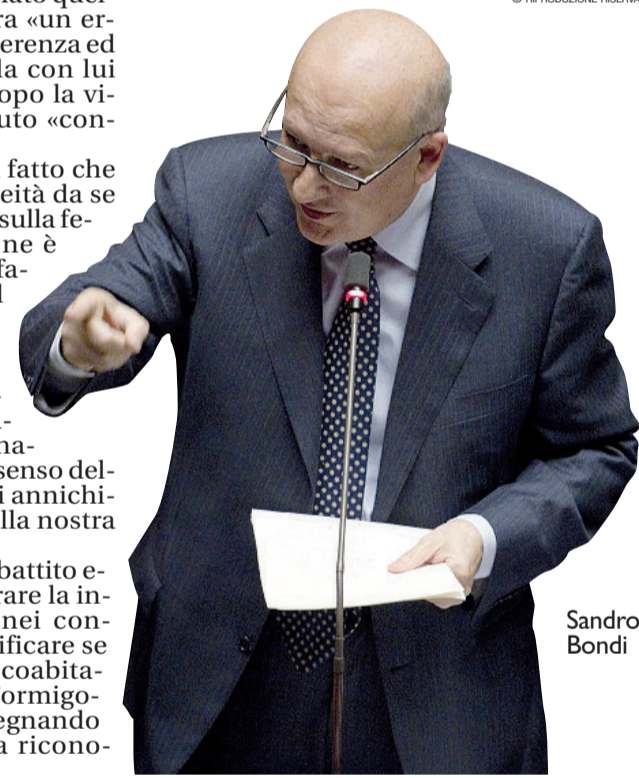 © RIPRODUZIONE RISERVA
ra «un er-
erenza ed
la con lui
opo la vi-
uto «con-
fatto che
eità da se
sulla fe-
ne è
fa-
na-
senso del-
i annichi-
lla nostra
battito e-
rare la in-
nei con-
ificare se
coabita-
Formigo-
egnando
a ricono-
Sandro
Bondi